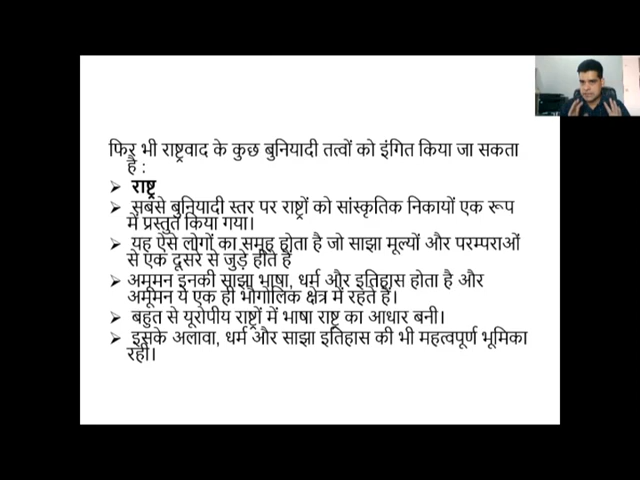 फिर भी राष्ट्रवाद के कुछ बुनियादी तत्वों को इंगित किया जा सकता
है :
➢ राष्ट्र
➢ सबसे बुनियादी स्तर पर राष्ट्रों को सांस्कृतिक निकायों एक रूप
में प्रस्तुत किया गया।
➢ यह ऐसे लोगों का समूह होता है जो साझा मूल्यों और परम्पराओं
से एक दूसरे से जुड़े होते हैं
➢ अमूमन इनकी साझा भाषा, धर्म और इतिहास होता है और
अमूमन ये एक ही भौगोलिक क्षेत्र में रहते हैं।
➢ बहुत से यूरोपीय राष्ट्रों में भाषा राष्ट्र का आधार बनी।
➢ इसके अलावा, धर्म और साझा इतिहास की भी महत्वपूर्ण भूमिका
रही।